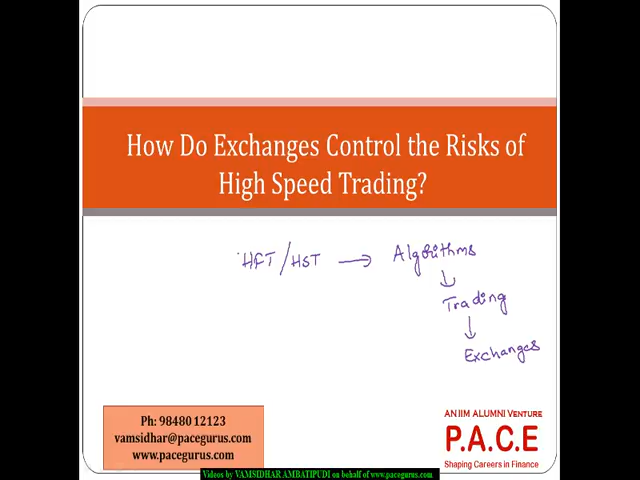 How Do Exchanges Control the Risks of
High Speed Trading?
HFT/HST → Algorithms
↓
Trading
↓
Exchanges
Ph: 98480 12123
vamsidhar@pacegurus.com
www.pacegurus.com
AN IIM ALUMNI VENTURE
P.A.C.E
Shaping Careers in Finance
Videos by VAMSIDHAR AMBATIPUDI on behalf of www.pacegurus.com